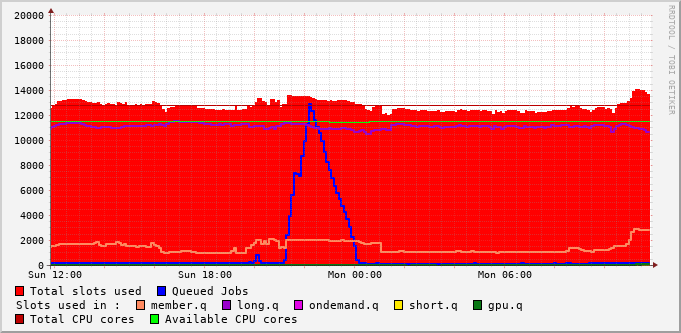 20000
18000
16000
14000
12000
10000
8000
6000
4000
2000
0
Sun 12:00 Sun 18:00 Mon 00:00 Mon 06:00
RRDTOOL / TOBI OETIKER
Total slots used Queued Jobs
Slots used in : member.q long.q ondemand.q short.q gpu.q
Total CPU cores Available CPU cores